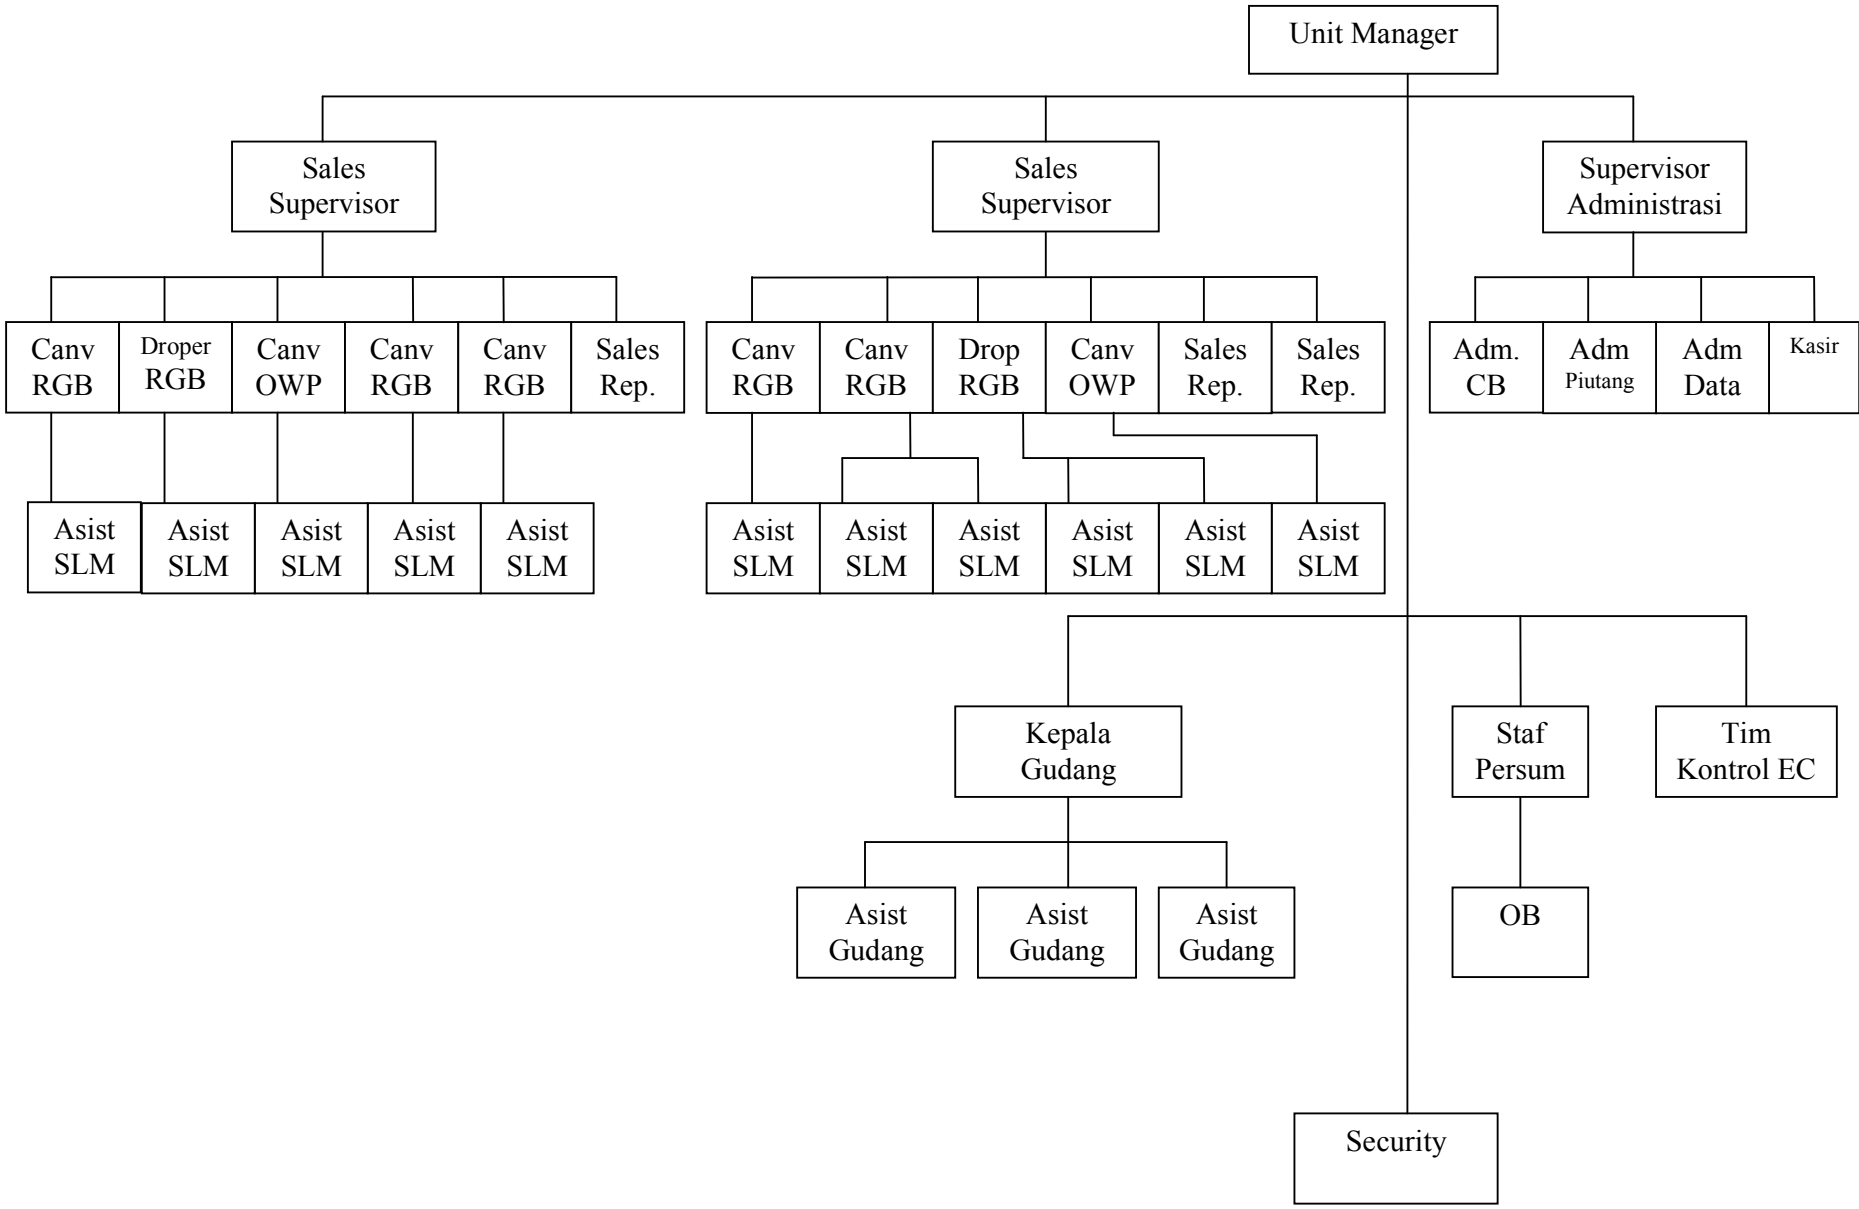 Unit Manager
Sales
Supervisor
Sales
Supervisor
Supervisor
Administrasi
Canv
RGB
Droper
RGB
Canv
OWP
Canv
RGB
Canv
RGB
Sales
Rep.
Canv
RGB
Canv
RGB
Drop
RGB
Canv
OWP
Sales
Rep.
Sales
Rep.
Adm.
CB
Adm
Piutang
Adm
Data
Kasir
Asist
SLM
Asist
SLM
Asist
SLM
Asist
SLM
Asist
SLM
Asist
SLM
Asist
SLM
Asist
SLM
Asist
SLM
Asist
SLM
Asist
SLM
Kepala
Gudang
Staf
Persum
Tim
Kontrol EC
Asist
Gudang
Asist
Gudang
Asist
Gudang
OB
Security